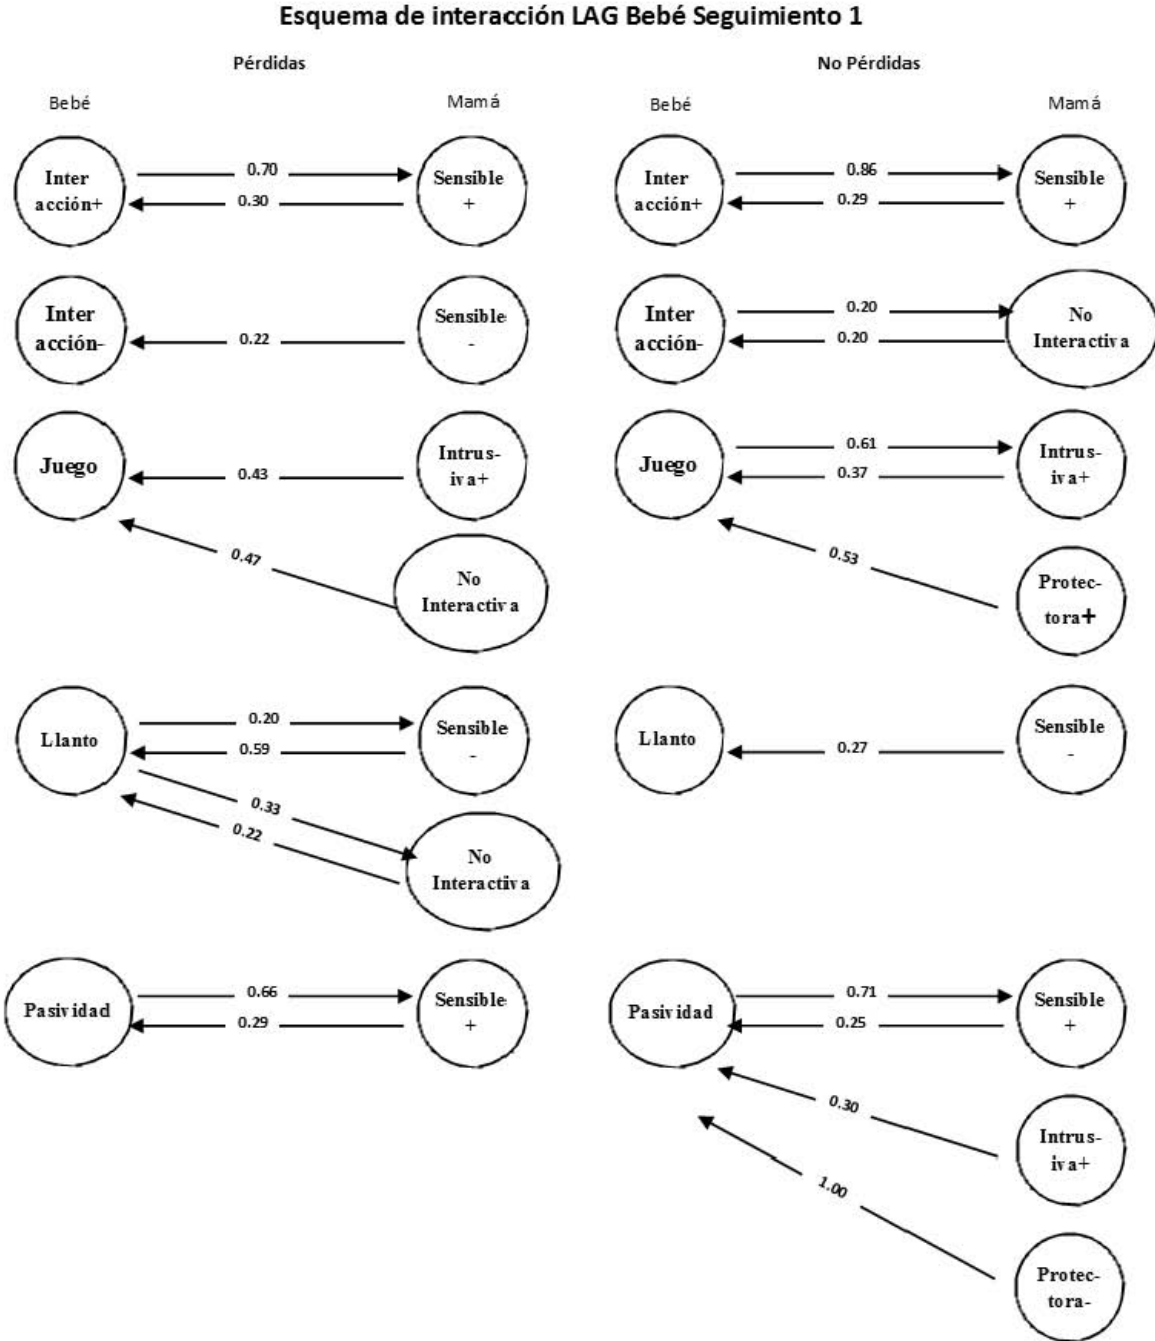 Esquema de interacción LAG Bebé Seguimiento 1
Pérdidas
Bebé
Mamá
Inter
acción+
0.70
0.30
Sensible
+
Inter
acción-
0.22
Sensible
-
Juego
0.43
Intrus-
iva+
0.47
No
Interactiva
Llanto
0.20
0.59
Sensible
-
0.33
0.22
No
Interactiiva
Pasividad
0.66
0.29
Sensible
+
No Pérdidas
Bebé
Mamá
Inter
acción+
0.86
0.29
Sensible
+
Inter
acción-
0.20
0.20
No
Interactiva
Juego
0.61
0.37
Intrus-
iva+
0.53
Protec-
tora+
Llanto
0.27
Sensible
-
Pasividad
0.71
0.25
Sensible
+
0.30
Intrus-
iva+
1.00
Protec-
tora-